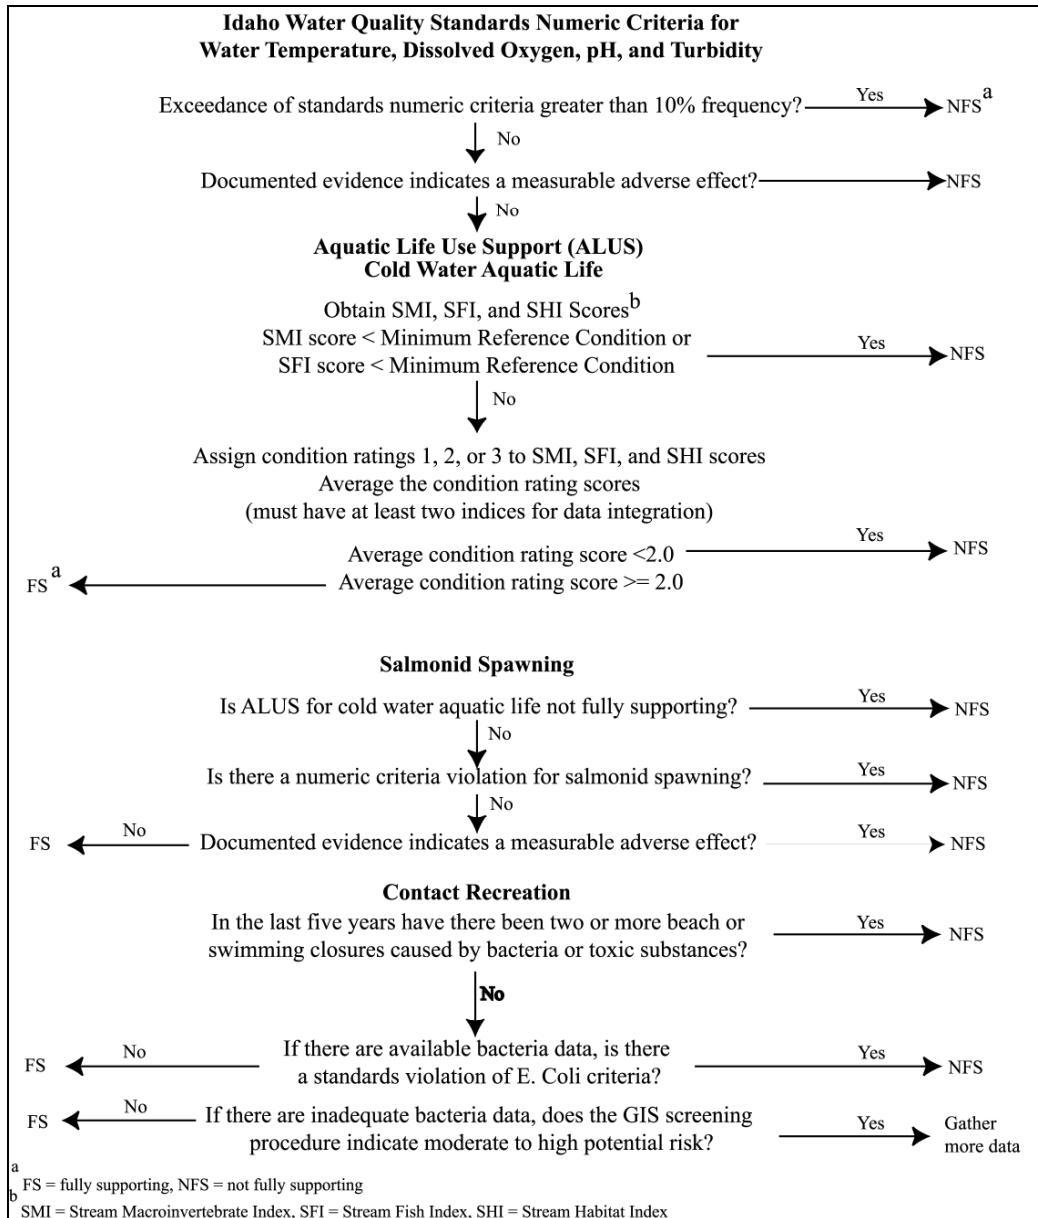 Idaho Water Quality Standards Numeric Criteria for
Water Temperature, Dissolved Oxygen, pH, and Turbidity
Exceedance of standards numeric criteria greater than 10% frequency? Yes NFS a
No
Documented evidence indicates a measurable adverse effect? NFS
No
Aquatic Life Use Support (ALUS)
Cold Water Aquatic Life
Obtain SMI, SFI, and SHI Scores b
SMI score < Minimum Reference Condition or
SFI score < Minimum Reference Condition Yes NFS
No
Assign condition ratings 1, 2, or 3 to SMI, SFI, and SHI scores
Average the condition rating scores
(must have at least two indices for data integration)
Average condition rating score <2.0 Yes NFS
FS a Average condition rating score >= 2.0
Salmonid Spawning
Is ALUS for cold water aquatic life not fully supporting? Yes NFS
No
Is there a numeric criteria violation for salmonid spawning? Yes NFS
No
FS No Documented evidence indicates a measurable adverse effect? Yes NFS
Contact Recreation
In the last five years have there been two or more beach or
swimming closures caused by bacteria or toxic substances? Yes NFS
No
If there are available bacteria data, is there
FS No a standards violation of E. Coli criteria? Yes NFS
FS No If there are inadequate bacteria data, does the GIS screening
procedure indicate moderate to high potential risk? Yes Gather
more data
a FS = fully supporting, NFS = not fully supporting
b SMI = Stream Macroinvertebrate Index, SFI = Stream Fish Index, SHI = Stream Habitat Index